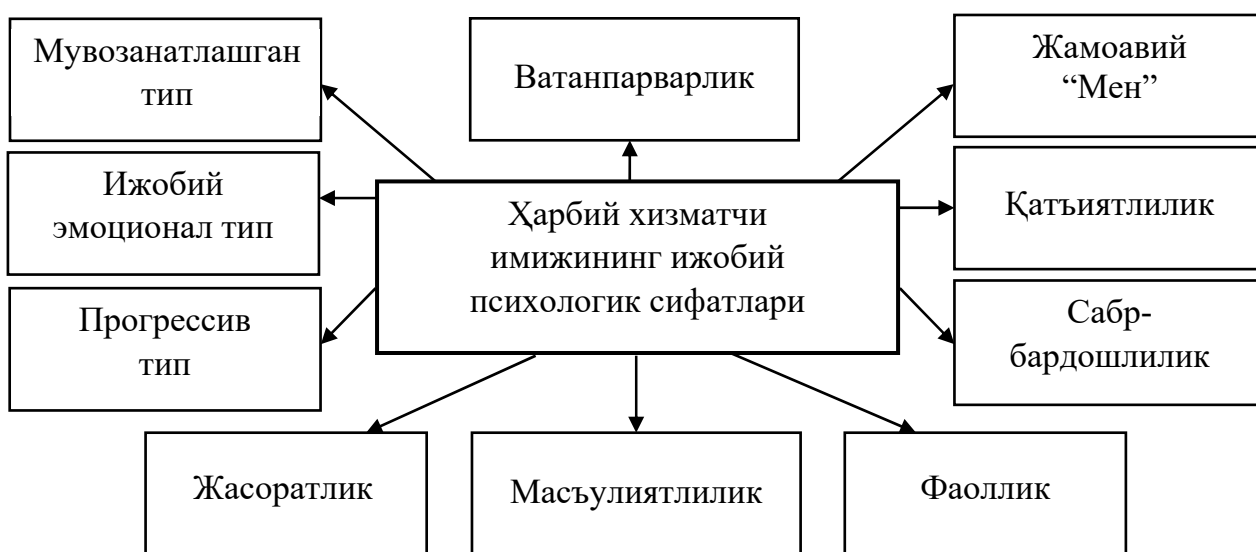 Мувозанатлашган
тип
Ватанпарварлик
Жамоавий
“Мен”
Ижобий
эмоционал тип
Ҳарбий хизматчи
имижининг ижобий
психологик сифатлари
Қатъиятлилик
Прогрессив
тип
Сабр-
бардошлилик
Жасоратлик
Масъулиятлилик
Фаоллик